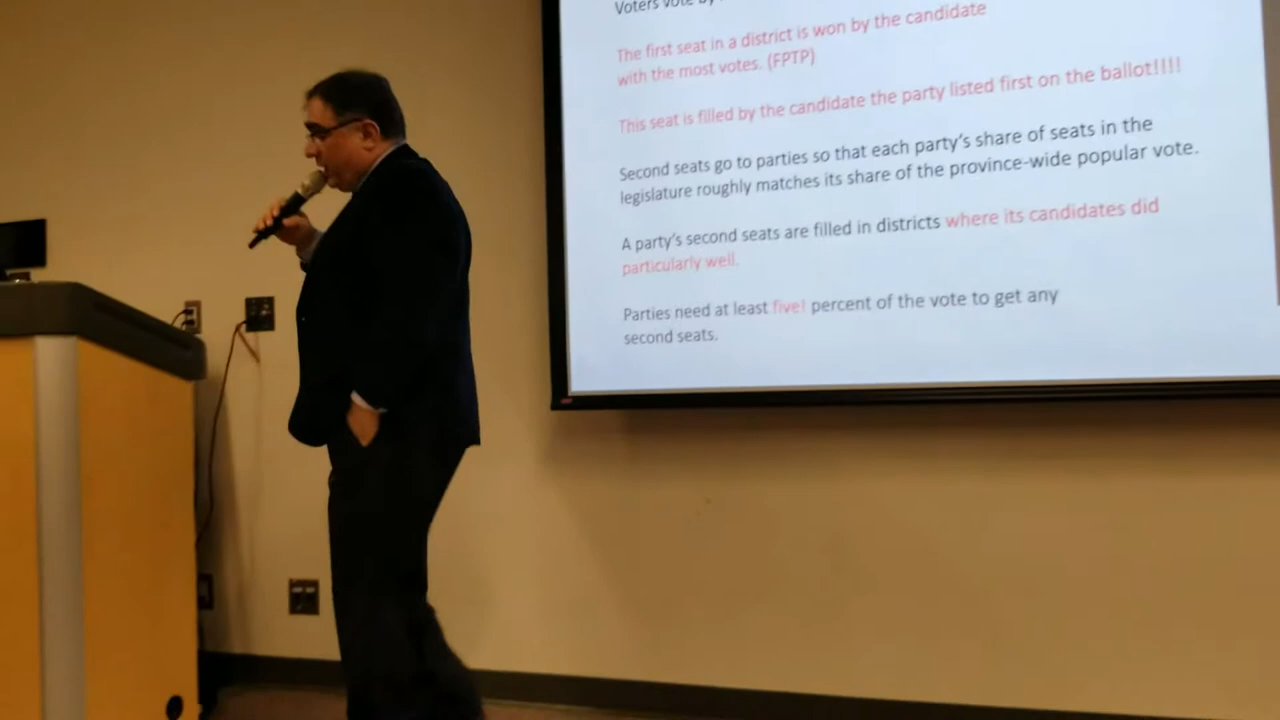 Voters vote by
The first seat in a district is won by the candidate
with the most votes. (FPTP)
This seat is filled by the candidate the party listed first on the ballot!!!!
Second seats go to parties so that each party’s share of seats in the
legislature roughly matches its share of the province-wide popular vote.
A party’s second seats are filled in districts where its candidates did
particularly well.
Parties need at least five! percent of the vote to get any
second seats.